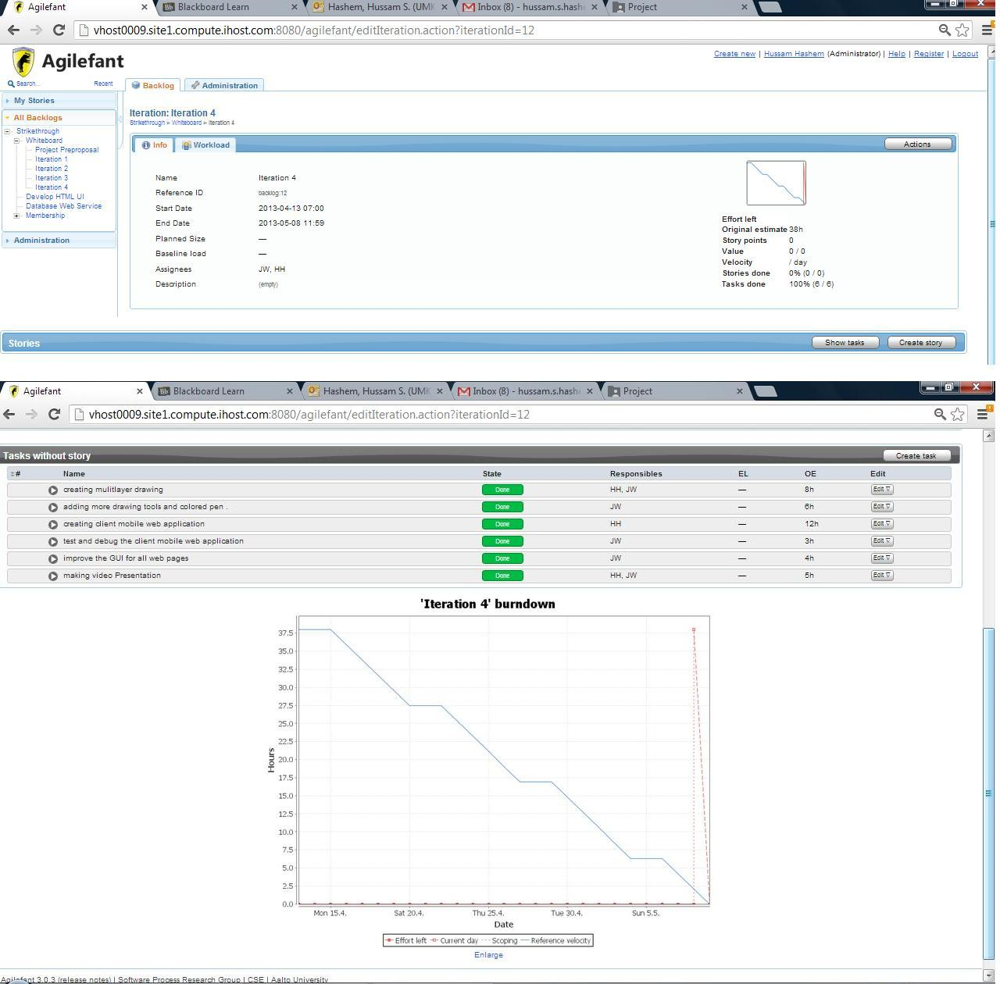 Agilefant Blackboard Learn Hashem, Hussam S. (UMK Inbox (8) - hussam.s.hash Project
vhost0009.site1.compute.ihost.com:8080/agilefant/editIteration.action?iterationId=12
Agilefant
Create new | Hussam Hashem (Administrator) | Help | Register | Logout
Search... Recent
Backlog Administration
My Stories
All Backlogs
Strikethrough
Whiteboard
Project Preproposal
Iteration 1
Iteration 2
Iteration 3
Iteration 4
Develop HTML UI
Database Web Service
Membership
Administration
Iteration: Iteration 4
Strikethrough > Whiteboard > Iteration 4
Info Workload Actions
Name Iteration 4
Reference ID backlog:12
Start Date 2013-04-13 07:00
End Date 2013-05-08 11:59
Planned Size —
Baseline load —
Assignees JW, HH
Description (empty)
Effort left
Original estimate 38h
Story points 0
Value 0 / 0
Velocity / day
Stories done 0% (0 / 0)
Tasks done 100% (6 / 6)
Stories Show tasks Create story
Agilefant Blackboard Learn Hashem, Hussam S. (UMK Inbox (8) - hussam.s.hash Project
vhost0009.site1.compute.ihost.com:8080/agilefant/editIteration.action?iterationId=12
Tasks without story Create task
# Name State Responsibles EL OE Edit
creating mulitlayer drawing Done HH, JW — 8h Edit ▽
adding more drawing tools and colored pen . Done JW — 6h Edit ▽
creating client mobile web application Done HH — 12h Edit ▽
test and debug the client mobile web application Done JW — 3h Edit ▽
improve the GUI for all web pages Done JW — 4h Edit ▽
making video Presentation Done HH, JW — 5h Edit ▽
'Iteration 4' burndown
Hours
37.5
35.0
32.5
30.0
27.5
25.0
22.5
20.0
17.5
15.0
12.5
10.0
7.5
5.0
2.5
0.0
Mon 15.4. Sat 20.4. Thu 25.4. Tue 30.4. Sun 5.5.
Date
Effort left Current day Scoping Reference velocity
Enlarge
Agilefant 3.0.3 (release notes) | Software Process Research Group | CSE | Aalto University